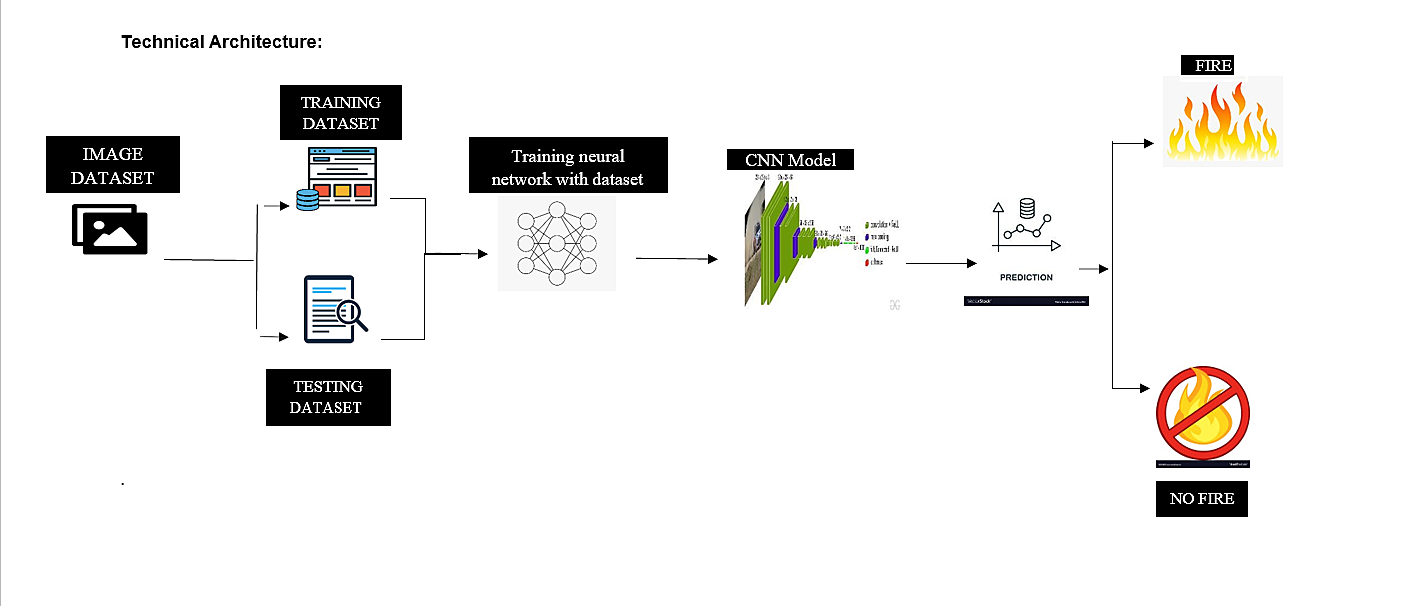 Technical Architecture:
FIRE
TRAINING
DATASET
IMAGE
DATASET
Training neural
network with dataset
CNN Model
PREDICTION
VectorStock
TESTING
DATASET
NO FIRE